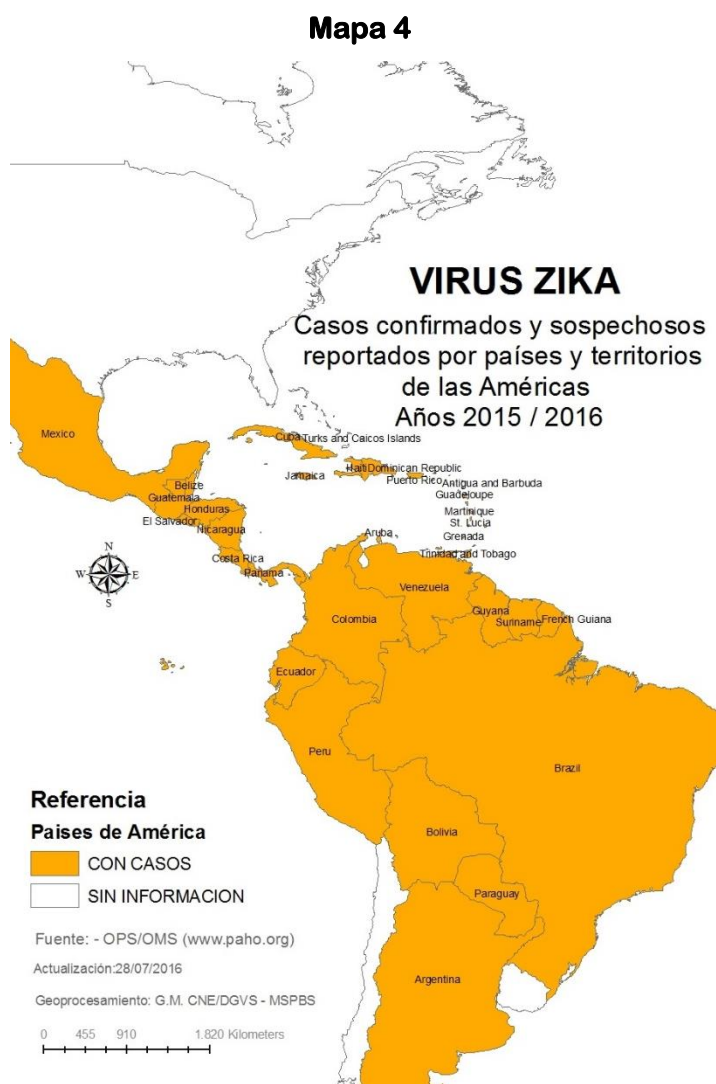 Mapa 4
VIRUS ZIKA
Casos confirmados y sospechosos
reportados por países y territorios
de las Américas
Años 2015 / 2016
Mexico
Cuba
Turks and Caicos Islands
Jamaica
Haiti
Dominican Republic
Puerto Rico
Belize
Antigua and Barbuda
Guatemala
Guadeloupe
Honduras
Martinique
El Salvador
St. Lucia
Nicaragua
Aruba
Grenada
Costa Rica
Trinidad and Tobago
Panama
N
W
E
S
Venezuela
Colombia
Guyana
Suriname
French Guiana
Ecuador
Peru
Brazil
Bolivia
Paraguay
Argentina
Referencia
Paises de América
CON CASOS
SIN INFORMACION
Fuente: - OPS/OMS (www.paho.org)
Actualización:28/07/2016
Geoprocesamiento: G.M. CNE/DGVS - MSPBS
0 455 910 1.820 Kilometers